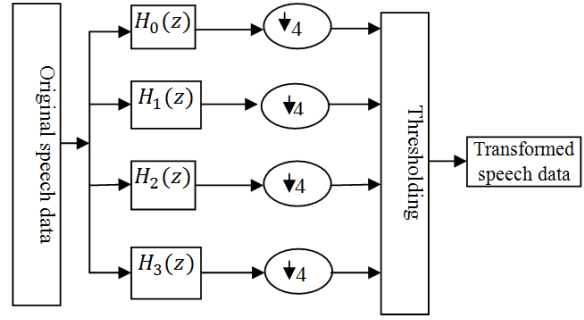 Original speech data
H₀(z)
↓4
H₁(z)
↓4
H₂(z)
↓4
H₃(z)
↓4
Thresholding
Transformed
speech data